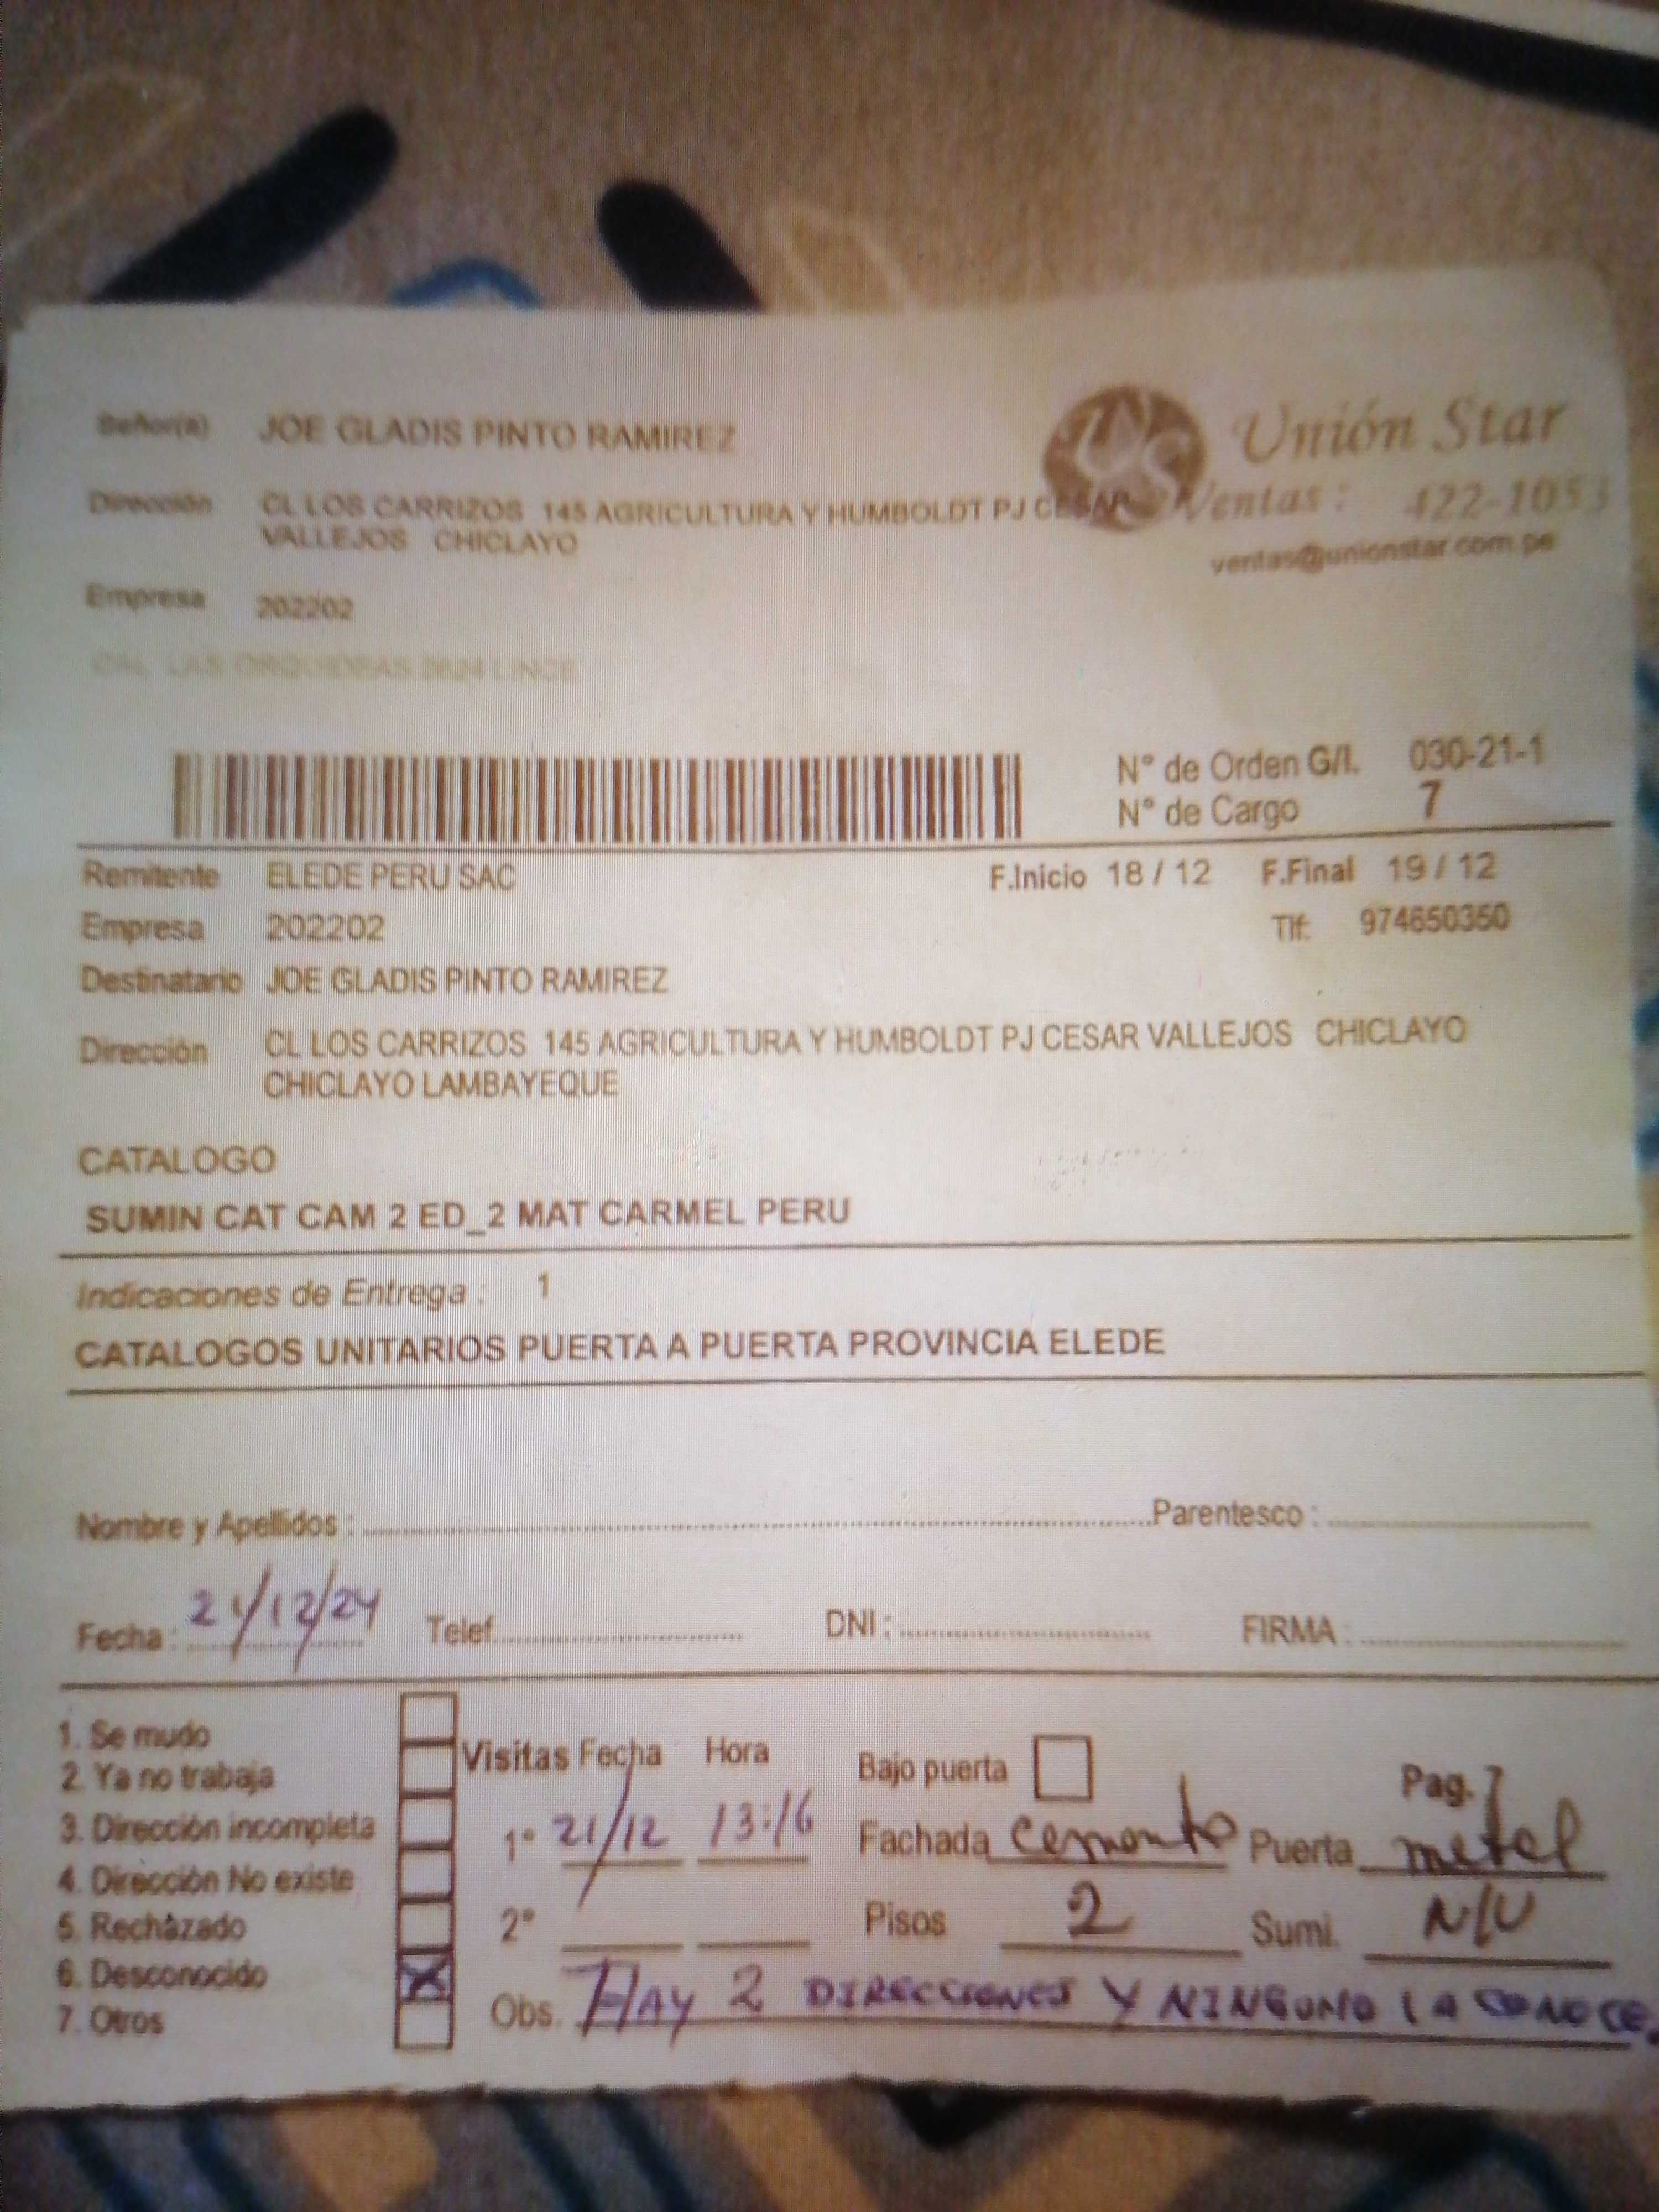 Señor(a) JOE GLADIS PINTO RAMIREZ
Unión Star
Dirección CL LOS CARRIZOS 145 AGRICULTURA Y HUMBOLDT PJ CESAR
VALLEJOS CHICLAYO
Ventas: 422-1053
ventas@unionstar.com.pe
Empresa 202202
CAL LAS ORQUIDEAS LINCE
N° de Orden G/I. 030-21-1
N° de Cargo 7
Remitente ELEDE PERU SAC F.Inicio 18 / 12 F.Final 19 / 12
Empresa 202202 Tlf: 974650350
Destinatario JOE GLADIS PINTO RAMIREZ
Dirección CL LOS CARRIZOS 145 AGRICULTURA Y HUMBOLDT PJ CESAR VALLEJOS CHICLAYO
CHICLAYO LAMBAYEQUE
CATALOGO
SUMIN CAT CAM 2 ED_2 MAT CARMEL PERU
Indicaciones de Entrega : 1
CATALOGOS UNITARIOS PUERTA A PUERTA PROVINCIA ELEDE
Nombre y Apellidos : Parentesco :
Fecha : 21/12/24 Telef. DNI : FIRMA :
1. Se mudo
2. Ya no trabaja
3. Dirección incompleta
4. Dirección No existe
5. Rechazado
6. Desconocido X
7. Otros
Visitas Fecha Hora
1° 21/12 13:16
2°
Bajo puerta Pag. 7
Fachada cemento Puerta metal
Pisos 2 Sumi. N/U
Obs. HAY 2 DIRECCIONES Y NINGUNO LA CONOCE.